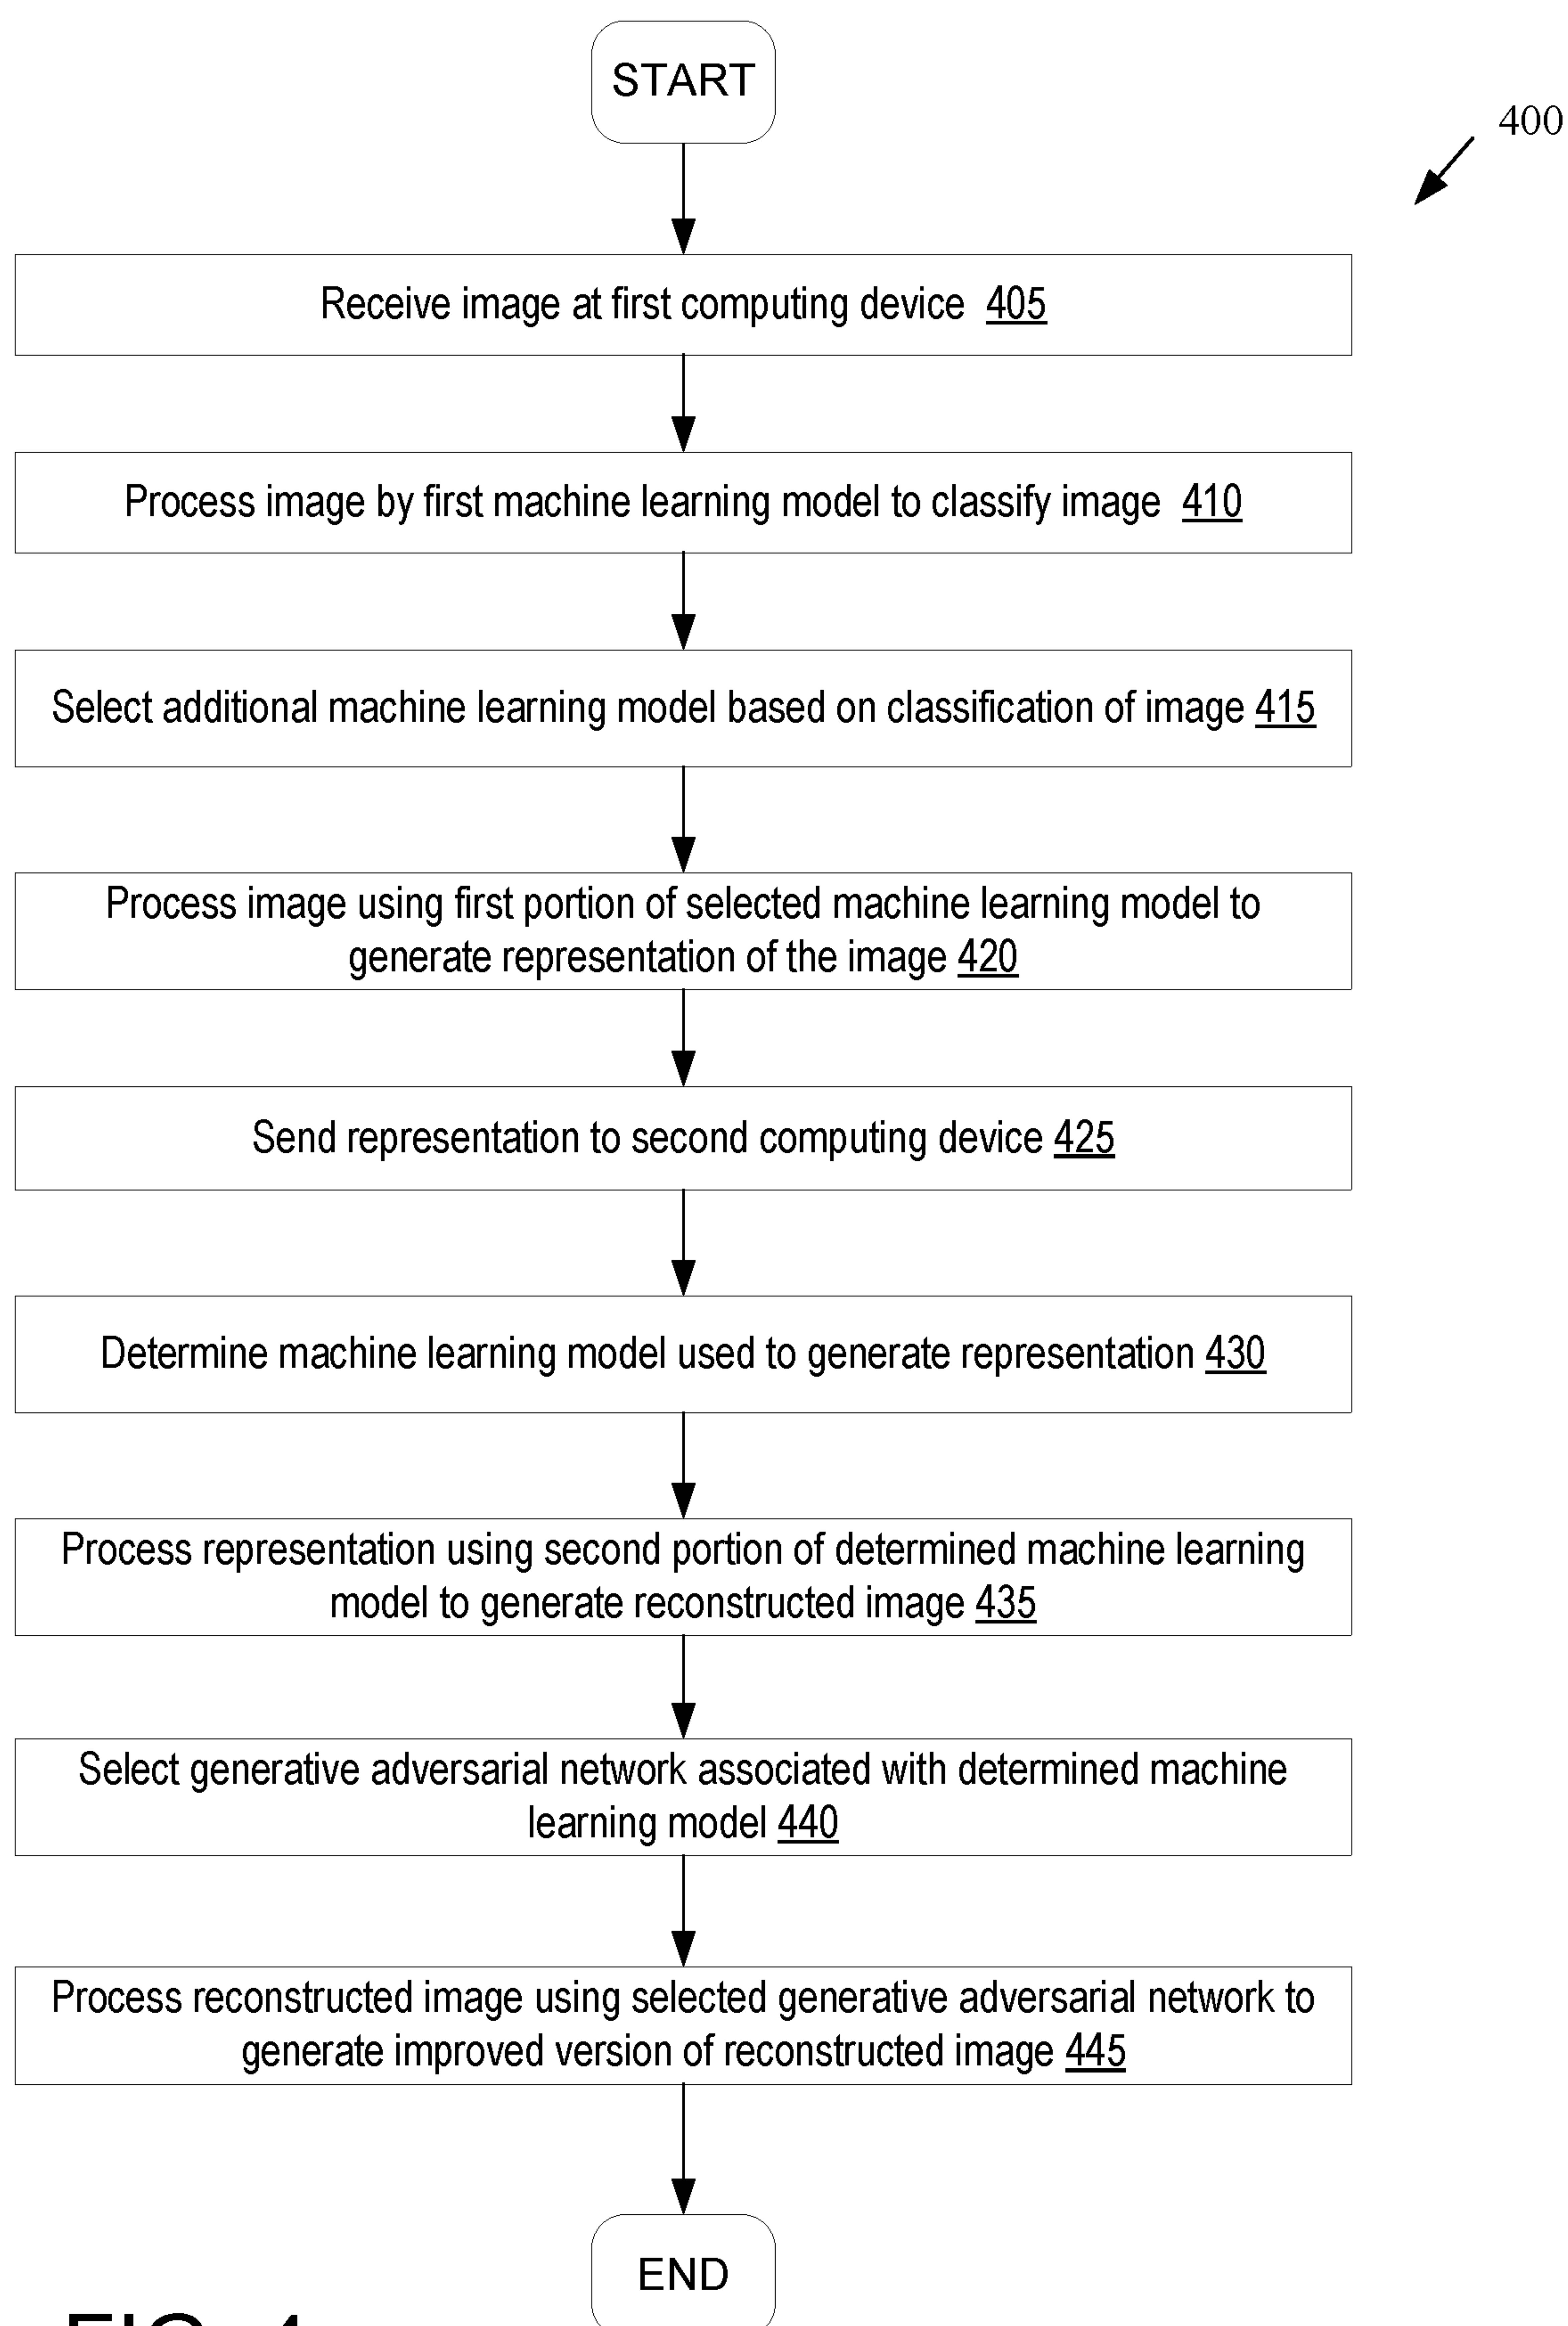 START
400
Receive image at first computing device 405
Process image by first machine learning model to classify image 410
Select additional machine learning model based on classification of image 415
Process image using first portion of selected machine learning model to
generate representation of the image 420
Send representation to second computing device 425
Determine machine learning model used to generate representation 430
Process representation using second portion of determined machine learning
model to generate reconstructed image 435
Select generative adversarial network associated with determined machine
learning model 440
Process reconstructed image using selected generative adversarial network to
generate improved version of reconstructed image 445
END